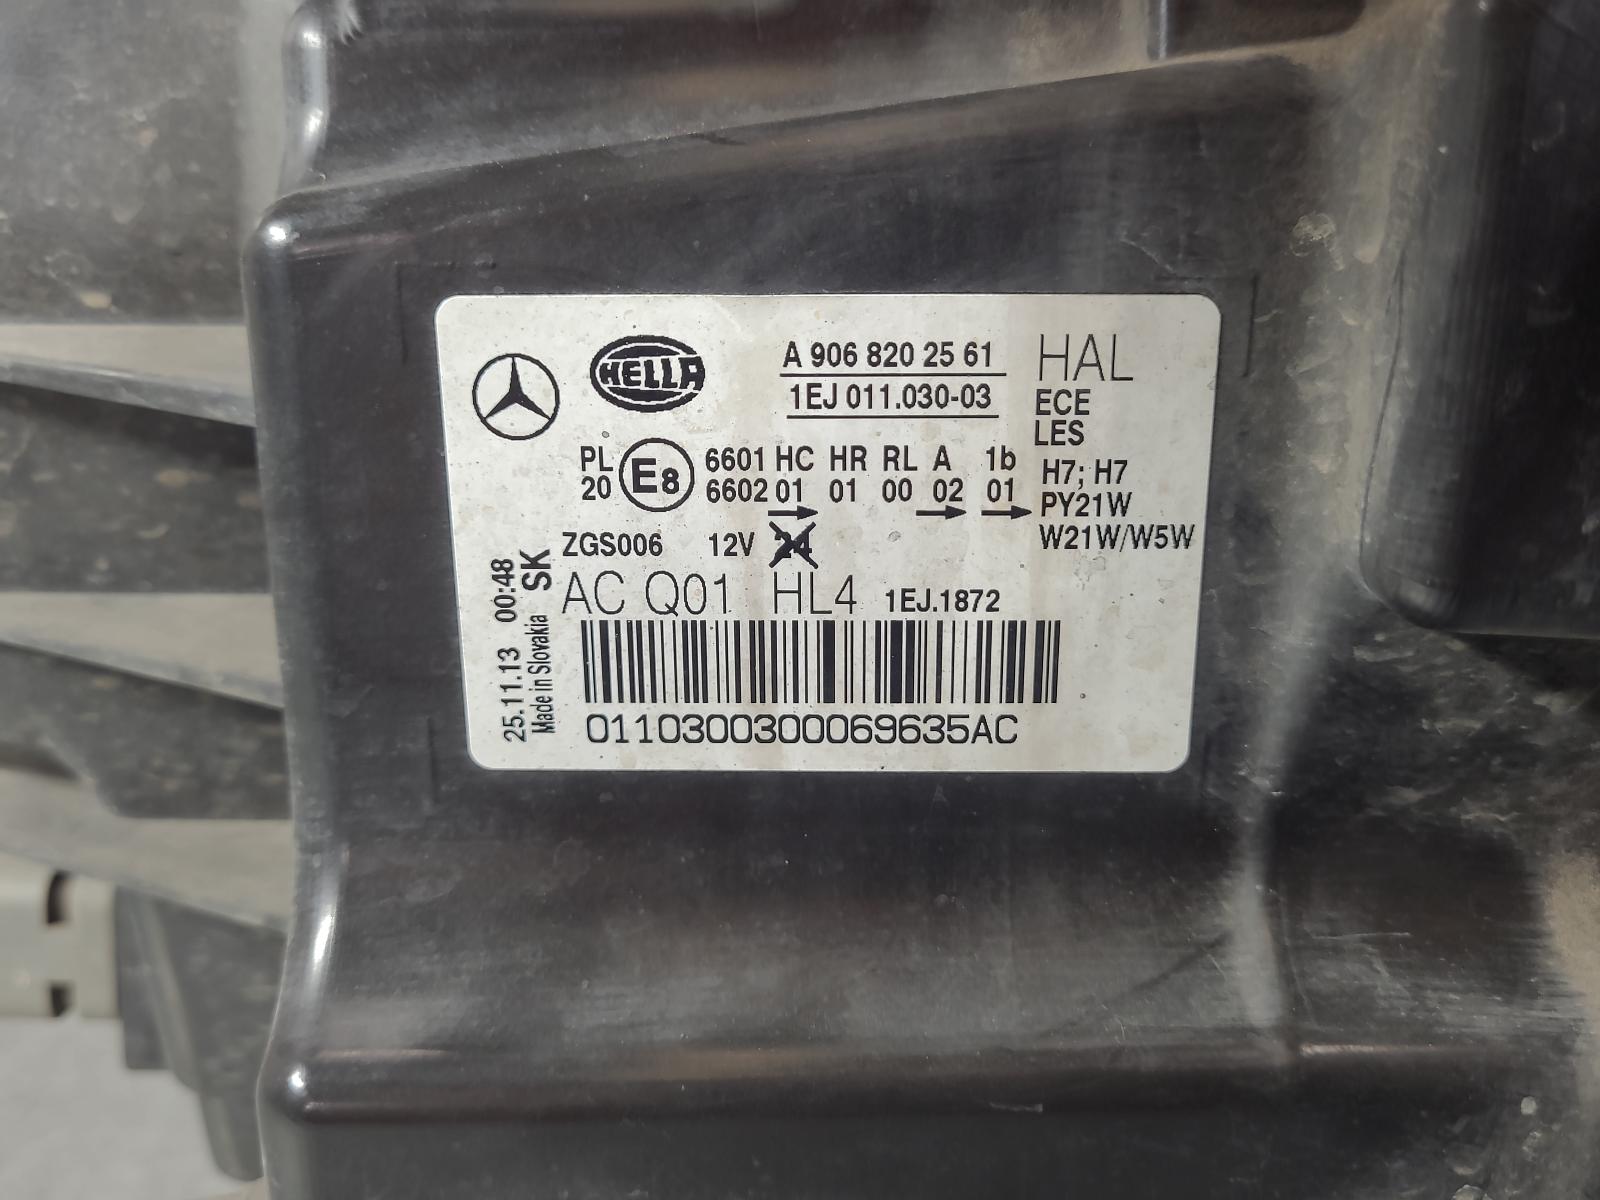 HELLA
A 906 820 25 61
1EJ 011.030-03
HAL
ECE
LES
PL E8 6601 HC HR RL A 1b
20 6602 01 01 00 02 01
H7; H7
PY21W
W21W/W5W
ZGS006 12V 24
AC Q01 HL4 1EJ.1872
01103003000069635AC
25.11.13 00:48 SK
Made in Slovakia